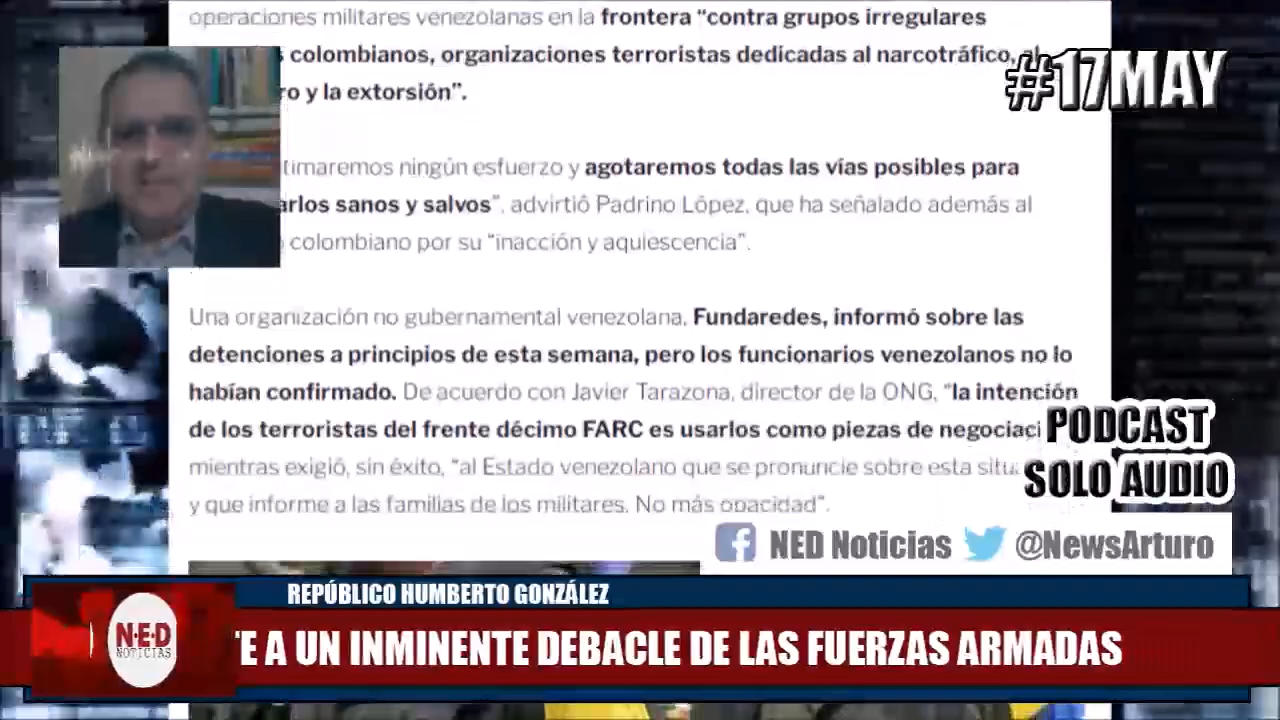 operaciones militares venezolanas en la frontera “contra grupos irregulares
colombianos, organizaciones terroristas dedicadas al narcotráfico, al
ro y la extorsión”.
#17MAY
timaremos ningún esfuerzo y agotaremos todas las vías posibles para
arlos sanos y salvos”, advirtió Padrino López, que ha señalado además al
colombiano por su “inacción y aquiescencia”.
Una organización no gubernamental venezolana, Fundaredes, informó sobre las
detenciones a principios de esta semana, pero los funcionarios venezolanos no lo
habían confirmado. De acuerdo con Javier Tarazona, director de la ONG, “la intención
de los terroristas del frente décimo FARC es usarlos como piezas de negociaci
mientras exigió, sin éxito, “al Estado venezolano que se pronuncie sobre esta situ
y que informe a las familias de los militares. No más opacidad”.
PODCAST
SOLO AUDIO
NED Noticias @NewsArturo
REPÚBLICO HUMBERTO GONZÁLEZ
N·E·D
NOTICIAS
TE A UN INMINENTE DEBACLE DE LAS FUERZAS ARMADAS